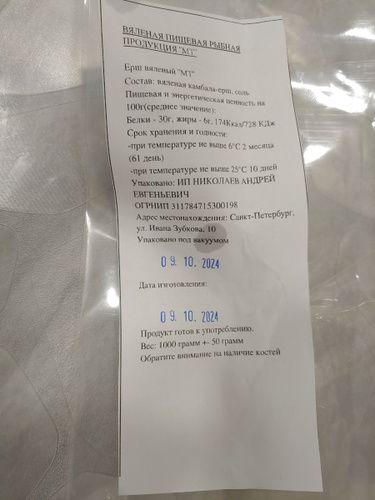 ВЯЛЕНАЯ ПИЩЕВАЯ РЫБНАЯ
ПРОДУКЦИЯ "МТ"
Ерш вяленый "МТ"
Состав: вяленая камбала-ерш, соль
Пищевая и энергетическая ценность на
100г(среднее значение):
Белки - 30г, жиры - 6г, 174Ккал/728 КДж
Срок хранения и годности:
-при температуре не выше 6°С 2 месяца
(61 день)
-при температуре не выше 25°С 10 дней
Упаковано: ИП НИКОЛАЕВ АНДРЕЙ
ЕВГЕНЬЕВИЧ
ОГРНИП 311784715300198
Адрес местонахождения: Санкт-Петербург,
ул. Ивана Зубкова, 10
Упаковано под вакуумом
09. 10. 2024
Дата изготовления:
09. 10. 2024
Продукт готов к употреблению.
Вес: 1000 грамм +- 50 грамм
Обратите внимание на наличие костей